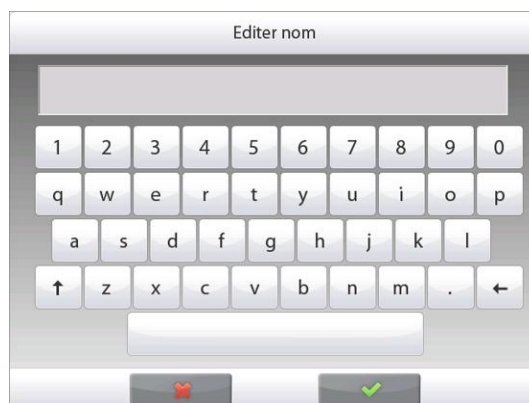 Editer nom
1 2 3 4 5 6 7 8 9 0
q w e r t y u i o p
a s d f g h j k l
↑ z x c v b n m . ←